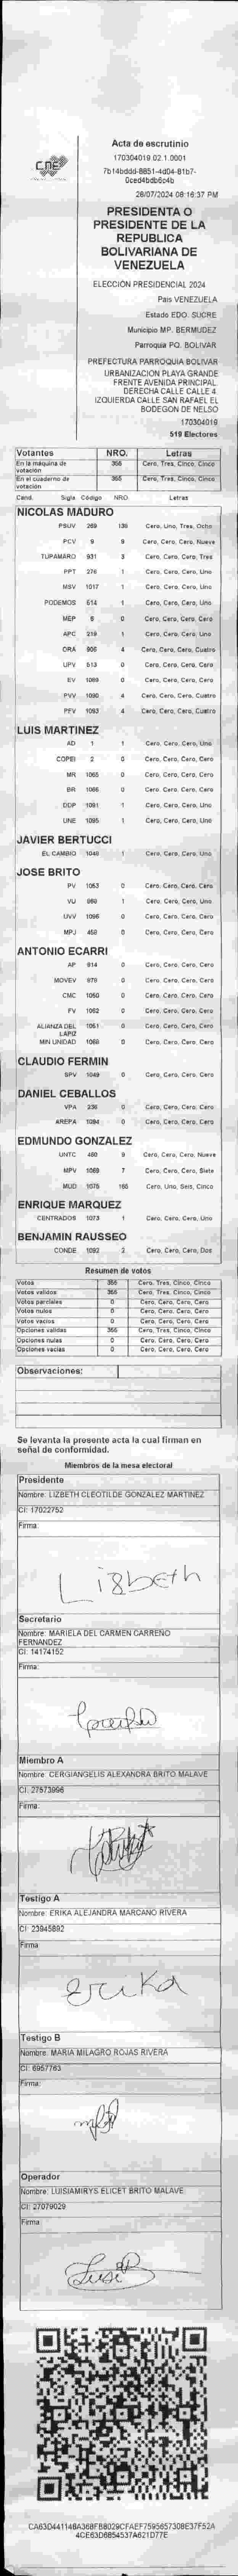 CNE
Acta de escrutinio
170304019.02.1.0001
7b14bddd-8851-4d04-81b7-
0ced4bdb6c4b
28/07/2024 08:16:37 PM
PRESIDENTA O
PRESIDENTE DE LA
REPUBLICA
BOLIVARIANA DE
VENEZUELA
ELECCIÓN PRESIDENCIAL 2024
Pais VENEZUELA
Estado EDO. SUCRE
Municipio MP. BERMUDEZ
Parroquia PQ. BOLIVAR
PREFECTURA PARROQUIA BOLIVAR
URBANIZACION PLAYA GRANDE
FRENTE AVENIDA PRINCIPAL.
DERECHA CALLE CALLE 4.
IZQUIERDA CALLE SAN RAFAEL EL
BODEGON DE NELSO
170304019
519 Electores
Votantes NRO. Letras
En la máquina de votación 355 Cero, Tres, Cinco, Cinco
En el cuaderno de votación 355 Cero, Tres, Cinco, Cinco
Cand. Sigla Código NRO. Letras
NICOLAS MADURO
PSUV 269 138 Cero, Uno, Tres, Ocho
PCV 9 9 Cero, Cero, Cero, Nueve
TUPAMARO 931 3 Cero, Cero, Cero, Tres
PPT 276 1 Cero, Cero, Cero, Uno
MSV 1017 1 Cero, Cero, Cero, Uno
PODEMOS 514 1 Cero, Cero, Cero, Uno
MEP 6 0 Cero, Cero, Cero, Cero
APC 219 1 Cero, Cero, Cero, Uno
ORA 906 4 Cero, Cero, Cero, Cuatro
UPV 613 0 Cero, Cero, Cero, Cero
EV 1089 0 Cero, Cero, Cero, Cero
PVV 1090 4 Cero, Cero, Cero, Cuatro
PFV 1093 4 Cero, Cero, Cero, Cuatro
LUIS MARTINEZ
AD 1 1 Cero, Cero, Cero, Uno
COPEI 2 0 Cero, Cero, Cero, Cero
MR 1065 0 Cero, Cero, Cero, Cero
BR 1066 0 Cero, Cero, Cero, Cero
DDP 1091 1 Cero, Cero, Cero, Uno
UNE 1095 1 Cero, Cero, Cero, Uno
JAVIER BERTUCCI
EL CAMBIO 1046 1 Cero, Cero, Cero, Uno
JOSE BRITO
PV 1053 0 Cero, Cero, Cero, Cero
VU 969 1 Cero, Cero, Cero, Uno
UVV 1096 0 Cero, Cero, Cero, Cero
MPJ 458 0 Cero, Cero, Cero, Cero
ANTONIO ECARRI
AP 914 0 Cero, Cero, Cero, Cero
MOVEV 979 0 Cero, Cero, Cero, Cero
CMC 1050 0 Cero, Cero, Cero, Cero
FV 1062 0 Cero, Cero, Cero, Cero
ALIANZA DEL LAPIZ 1051 0 Cero, Cero, Cero, Cero
MIN UNIDAD 1068 0 Cero, Cero, Cero, Cero
CLAUDIO FERMIN
SPV 1049 0 Cero, Cero, Cero, Cero
DANIEL CEBALLOS
VPA 236 0 Cero, Cero, Cero, Cero
AREPA 1094 0 Cero, Cero, Cero, Cero
EDMUNDO GONZALEZ
UNTC 480 9 Cero, Cero, Cero, Nueve
MPV 1069 7 Cero, Cero, Cero, Siete
MUD 1075 165 Cero, Uno, Seis, Cinco
ENRIQUE MARQUEZ
CENTRADOS 1073 1 Cero, Cero, Cero, Uno
BENJAMIN RAUSSEO
CONDE 1092 2 Cero, Cero, Cero, Dos
Resumen de votos
Votos 355 Cero, Tres, Cinco, Cinco
Votos validos 355 Cero, Tres, Cinco, Cinco
Votos parciales 0 Cero, Cero, Cero, Cero
Votos nulos 0 Cero, Cero, Cero, Cero
Votos vacios 0 Cero, Cero, Cero, Cero
Opciones validas 355 Cero, Tres, Cinco, Cinco
Opciones nulas 0 Cero, Cero, Cero, Cero
Opciones vacias 0 Cero, Cero, Cero, Cero
Observaciones:
Se levanta la presente acta la cual firman en
señal de conformidad.
Miembros de la mesa electoral
Presidente
Nombre: LIZBETH CLEOTILDE GONZALEZ MARTINEZ
CI: 17022752
Firma:
Lizbeth
Secretario
Nombre: MARIELA DEL CARMEN CARREÑO
FERNANDEZ
CI: 14174152
Firma:
Miembro A
Nombre: CERGIANGELIS ALEXANDRA BRITO MALAVE
CI: 27573996
Firma:
Testigo A
Nombre: ERIKA ALEJANDRA MARCANO RIVERA
CI: 23945892
Firma:
Erika
Testigo B
Nombre: MARIA MILAGRO ROJAS RIVERA
CI: 6957763
Firma:
Operador
Nombre: LUISIAMIRYS ELICET BRITO MALAVE
CI: 27079029
Firma:
CA63D441148A368FBB029CFAEF7595657308E37F52A
4CE63D6854537A621D77E